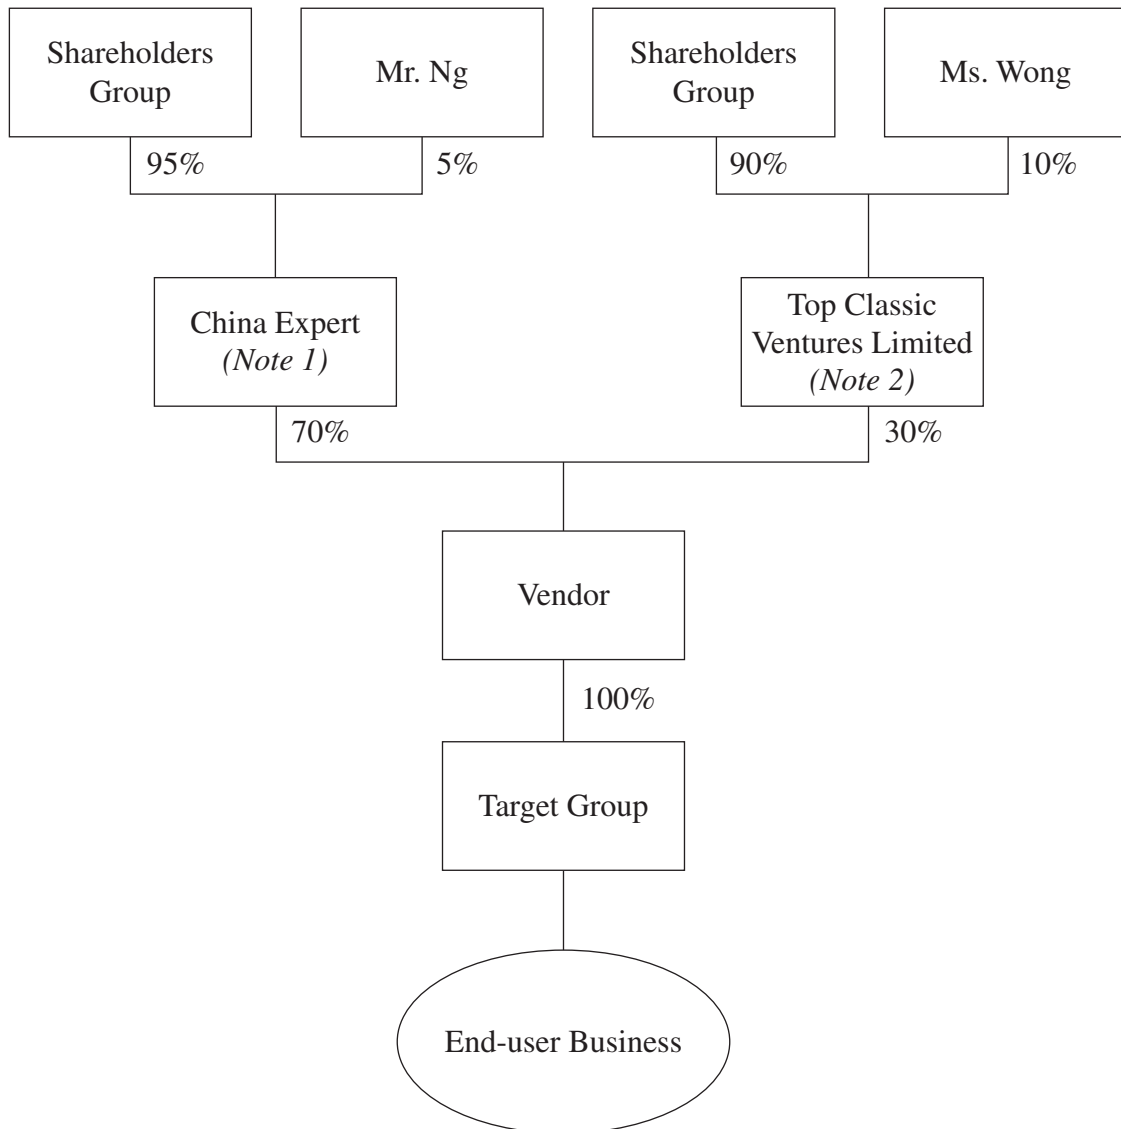 Shareholders
Group
Mr. Ng
Shareholders
Group
Ms. Wong
95%
5%
90%
10%
China Expert
(Note 1)
Top Classic
Ventures Limited
(Note 2)
70%
30%
Vendor
100%
Target Group
End-user Business